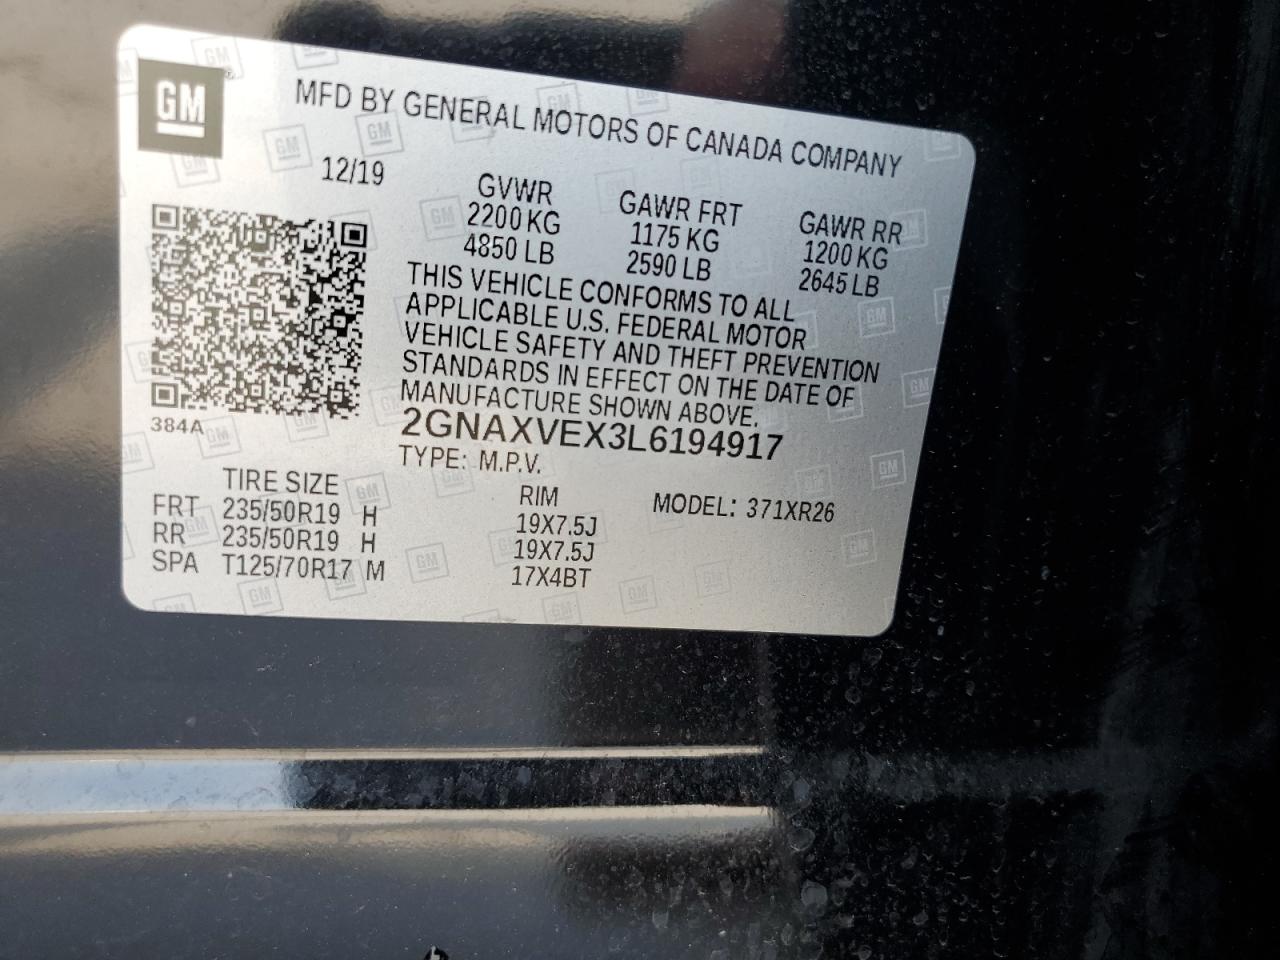 GM
MFD BY GENERAL MOTORS OF CANADA COMPANY
12/19
GVWR
2200 KG
4850 LB
GAWR FRT
1175 KG
2590 LB
GAWR RR
1200 KG
2645 LB
THIS VEHICLE CONFORMS TO ALL
APPLICABLE U.S. FEDERAL MOTOR
VEHICLE SAFETY AND THEFT PREVENTION
STANDARDS IN EFFECT ON THE DATE OF
MANUFACTURE SHOWN ABOVE.
384A
2GNAXVEX3L6194917
TYPE: M.P.V.
TIRE SIZE RIM MODEL: 371XR26
FRT 235/50R19 H 19X7.5J
RR 235/50R19 H 19X7.5J
SPA T125/70R17 M 17X4BT